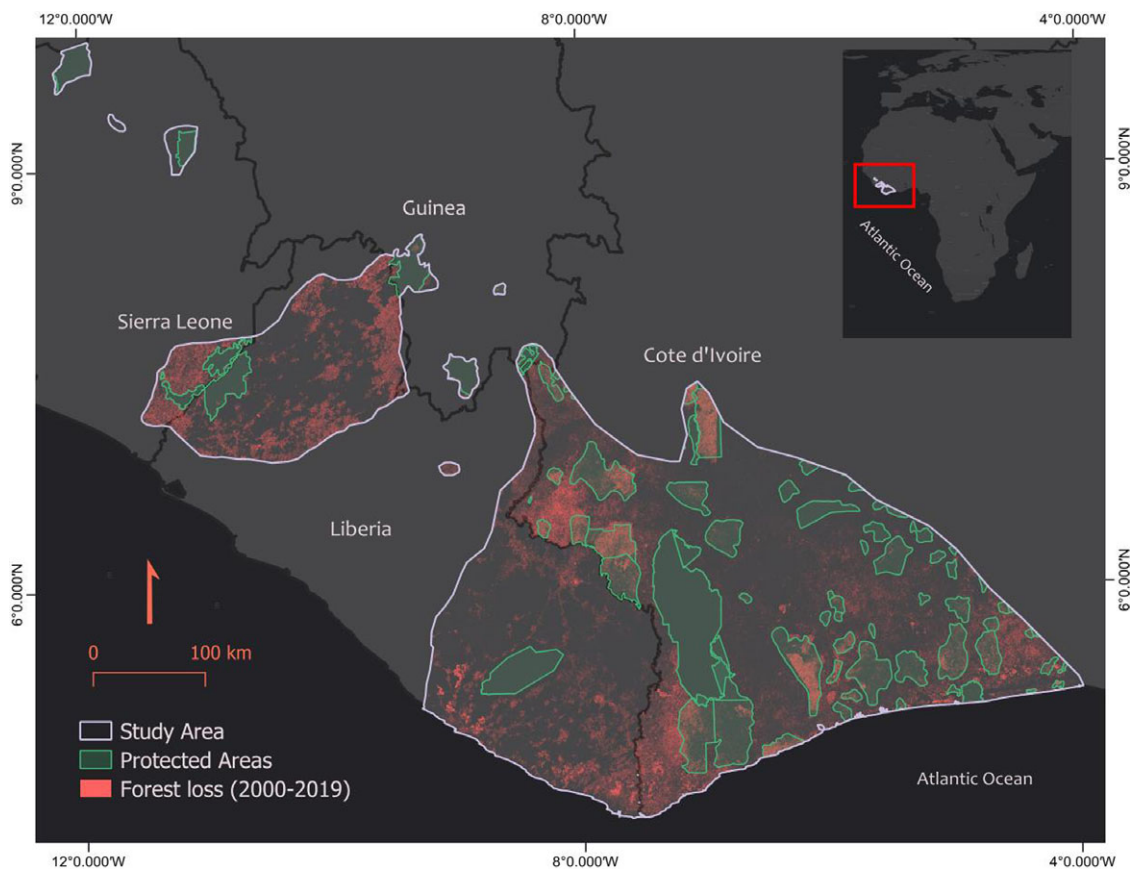 12°0.000'W
8°0.000'W
4°0.000'W
9°0.000'N
9°0.000'N
Guinea
Atlantic Ocean
Sierra Leone
Cote d'Ivoire
Liberia
6°0.000'N
6°0.000'N
0 100 km
Study Area
Protected Areas
Forest loss (2000-2019)
Atlantic Ocean
12°0.000'W
8°0.000'W
4°0.000'W